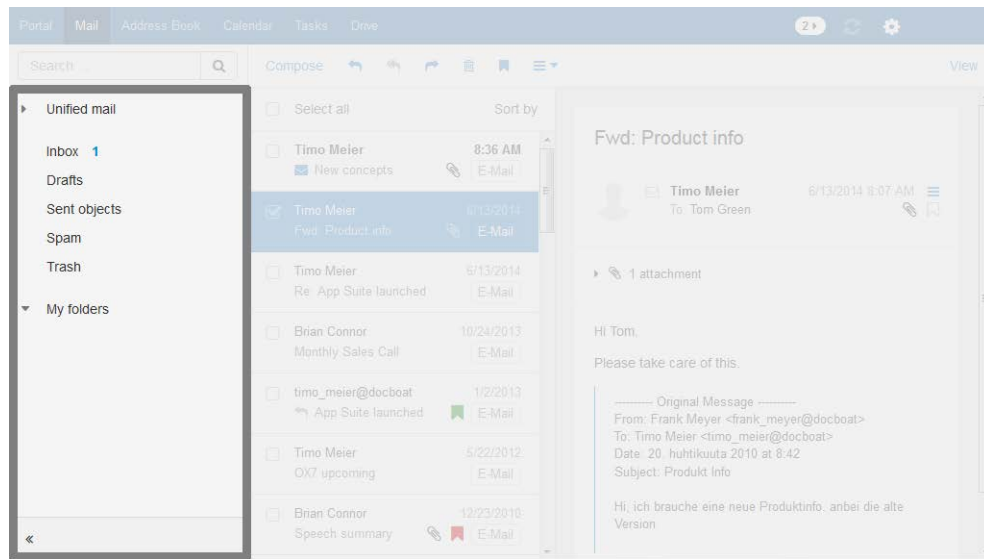 Portal Mail Address Book Calendar Tasks Drive 2
Search ...
Compose
View
Unified mail
Inbox 1
Drafts
Sent objects
Spam
Trash
My folders
«
Select all Sort by
Timo Meier 8:36 AM
New concepts E-Mail
Timo Meier 6/13/2014
Fwd: Product info E-Mail
Timo Meier 6/13/2014
Re: App Suite launched E-Mail
Brian Connor 10/24/2013
Monthly Sales Call E-Mail
timo_meier@docboat 1/2/2013
App Suite launched E-Mail
Timo Meier 5/22/2012
OX7 upcoming E-Mail
Brian Connor 12/23/2010
Speech summary E-Mail
Fwd: Product info
Timo Meier 6/13/2014 8:07 AM
To: Tom Green
1 attachment
Hi Tom,
Please take care of this.
---------- Original Message ----------
From: Frank Meyer <frank_meyer@docboat>
To: Timo Meier <timo_meier@docboat>
Date: 20. huhtikuuta 2010 at 8:42
Subject: Produkt Info
Hi, ich brauche eine neue Produktinfo, anbei die alte
Version